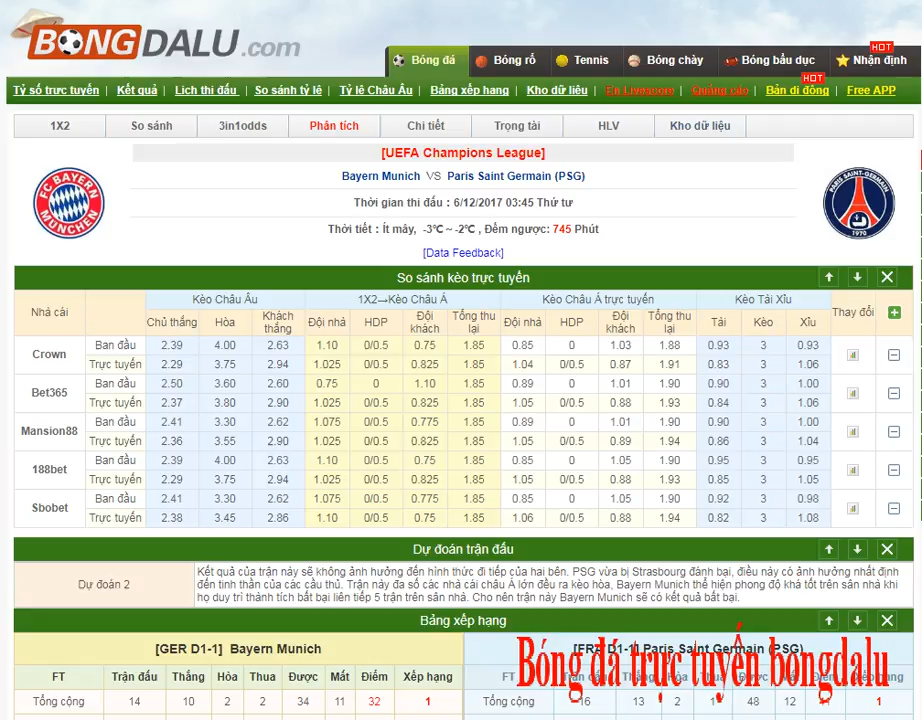 BONGDALU.com
Bóng đá Bóng rổ Tennis Bóng chày Bóng bầu dục HOT Nhận định
Tỷ số trực tuyến | Kết quả | Lịch thi đấu | So sánh tỷ lệ | Tỷ lệ Châu Âu | Bảng xếp hạng | Kho dữ liệu | En Livescore | Quảng cáo | HOT Bản di động | Free APP
1X2 So sánh 3in1odds Phân tích Chi tiết Trọng tài HLV Kho dữ liệu
[UEFA Champions League]
FC BAYERN MÜNCHEN
Bayern Munich VS Paris Saint Germain (PSG)
PARIS SAINT-GERMAIN 1970
Thời gian thi đấu : 6/12/2017 03:45 Thứ tư
Thời tiết : Ít mây, -3℃～-2℃ , Đếm ngược: 745 Phút
[Data Feedback]
So sánh kèo trực tuyến
Nhà cái Kèo Châu Âu 1X2→Kèo Châu Á Kèo Châu Á trực tuyến Kèo Tài Xỉu Thay đổi
Chủ thắng Hòa Khách thắng Đội nhà HDP Đội khách Tổng thu lại Đội nhà HDP Đội khách Tổng thu lại Tài Kèo Xỉu
Crown Ban đầu 2.39 4.00 2.63 1.10 0/0.5 0.75 1.85 0.85 0 1.03 1.88 0.93 3 0.93
Trực tuyến 2.29 3.75 2.94 1.025 0/0.5 0.825 1.85 1.04 0/0.5 0.87 1.91 0.83 3 1.06
Bet365 Ban đầu 2.50 3.60 2.60 0.75 0 1.10 1.85 0.89 0 1.01 1.90 0.90 3 1.00
Trực tuyến 2.37 3.80 2.90 1.025 0/0.5 0.825 1.85 1.05 0/0.5 0.88 1.93 0.84 3 1.06
Mansion88 Ban đầu 2.41 3.30 2.62 1.075 0/0.5 0.775 1.85 0.89 0 1.01 1.90 0.90 3 1.00
Trực tuyến 2.36 3.55 2.90 1.025 0/0.5 0.825 1.85 1.05 0/0.5 0.89 1.94 0.86 3 1.04
188bet Ban đầu 2.39 4.00 2.63 1.10 0/0.5 0.75 1.85 0.85 0 1.05 1.90 0.95 3 0.95
Trực tuyến 2.29 3.75 2.94 1.025 0/0.5 0.825 1.85 1.05 0/0.5 0.88 1.93 0.85 3 1.05
Sbobet Ban đầu 2.41 3.30 2.62 1.075 0/0.5 0.775 1.85 0.85 0 1.05 1.90 0.92 3 0.98
Trực tuyến 2.38 3.45 2.86 1.10 0/0.5 0.75 1.85 1.06 0/0.5 0.88 1.94 0.82 3 1.08
Dự đoán trận đấu
Dự đoán 2
Kết quả của trận này sẽ không ảnh hưởng đến hình thức đi tiếp của hai bên. PSG vừa bị Strasbourg đánh bại, điều này có ảnh hưởng nhất định
đến tinh thần của các cầu thủ. Trận này đa số các nhà cái châu Á lớn đều ra kèo hòa, Bayern Munich thể hiện phong độ khá tốt trên sân nhà khi
họ duy trì thành tích bất bại liên tiếp 5 trận trên sân nhà. Cho nên trận này Bayern Munich sẽ có kết quả bất bại.
Bảng xếp hạng
[GER D1-1] Bayern Munich [FRA D1-1] Paris Saint Germain (PSG)
Bóng đá trực tuyến bongdalu
FT Trận đấu Thắng Hòa Thua Được Mất Điểm Xếp hạng FT Trận đấu Thắng Hòa Thua Được Mất Điểm Xếp hạng
Tổng cộng 14 10 2 2 34 11 32 1 Tổng cộng 16 13 2 1 48 12 1